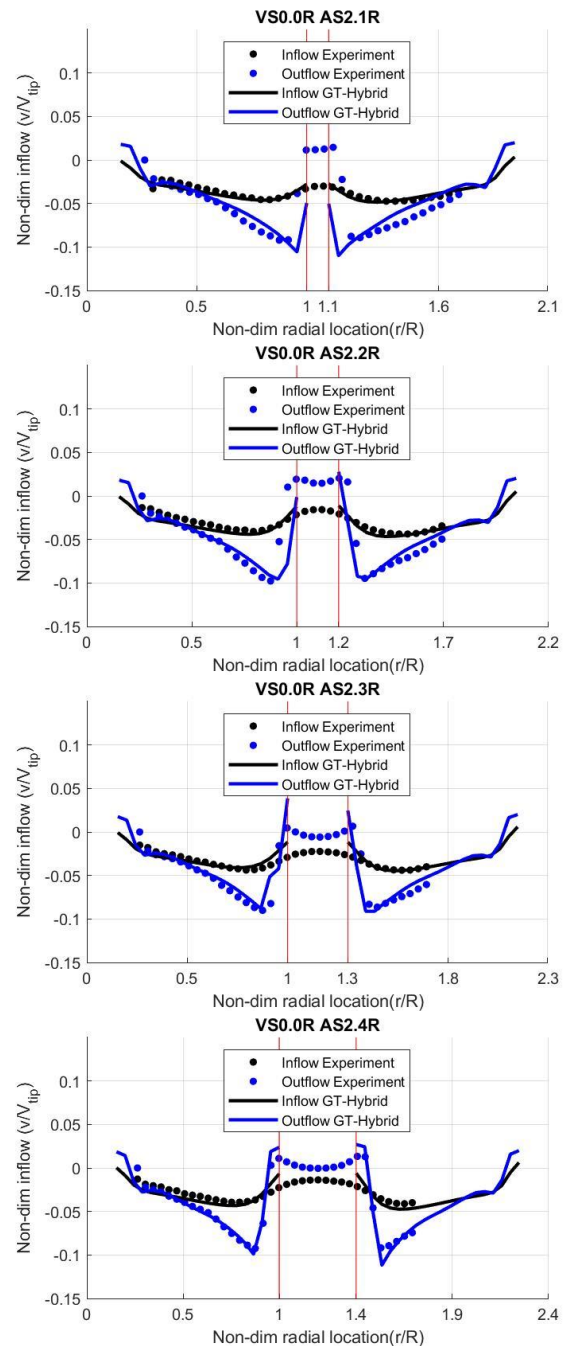 VS0.0R AS2.1R
Inflow Experiment
Outflow Experiment
Inflow GT-Hybrid
Outflow GT-Hybrid
Non-dim inflow (v/V_tip)
0.1
0.05
0
-0.05
-0.1
-0.15
0 0.5 1 1.1 1.6 2.1
Non-dim radial location(r/R)
VS0.0R AS2.2R
Inflow Experiment
Outflow Experiment
Inflow GT-Hybrid
Outflow GT-Hybrid
Non-dim inflow (v/V_tip)
0.1
0.05
0
-0.05
-0.1
-0.15
0 0.5 1 1.2 1.7 2.2
Non-dim radial location(r/R)
VS0.0R AS2.3R
Inflow Experiment
Outflow Experiment
Inflow GT-Hybrid
Outflow GT-Hybrid
Non-dim inflow (v/V_tip)
0.1
0.05
0
-0.05
-0.1
-0.15
0 0.5 1 1.3 1.8 2.3
Non-dim radial location(r/R)
VS0.0R AS2.4R
Inflow Experiment
Outflow Experiment
Inflow GT-Hybrid
Outflow GT-Hybrid
Non-dim inflow (v/V_tip)
0.1
0.05
0
-0.05
-0.1
-0.15
0 0.5 1 1.4 1.9 2.4
Non-dim radial location(r/R)